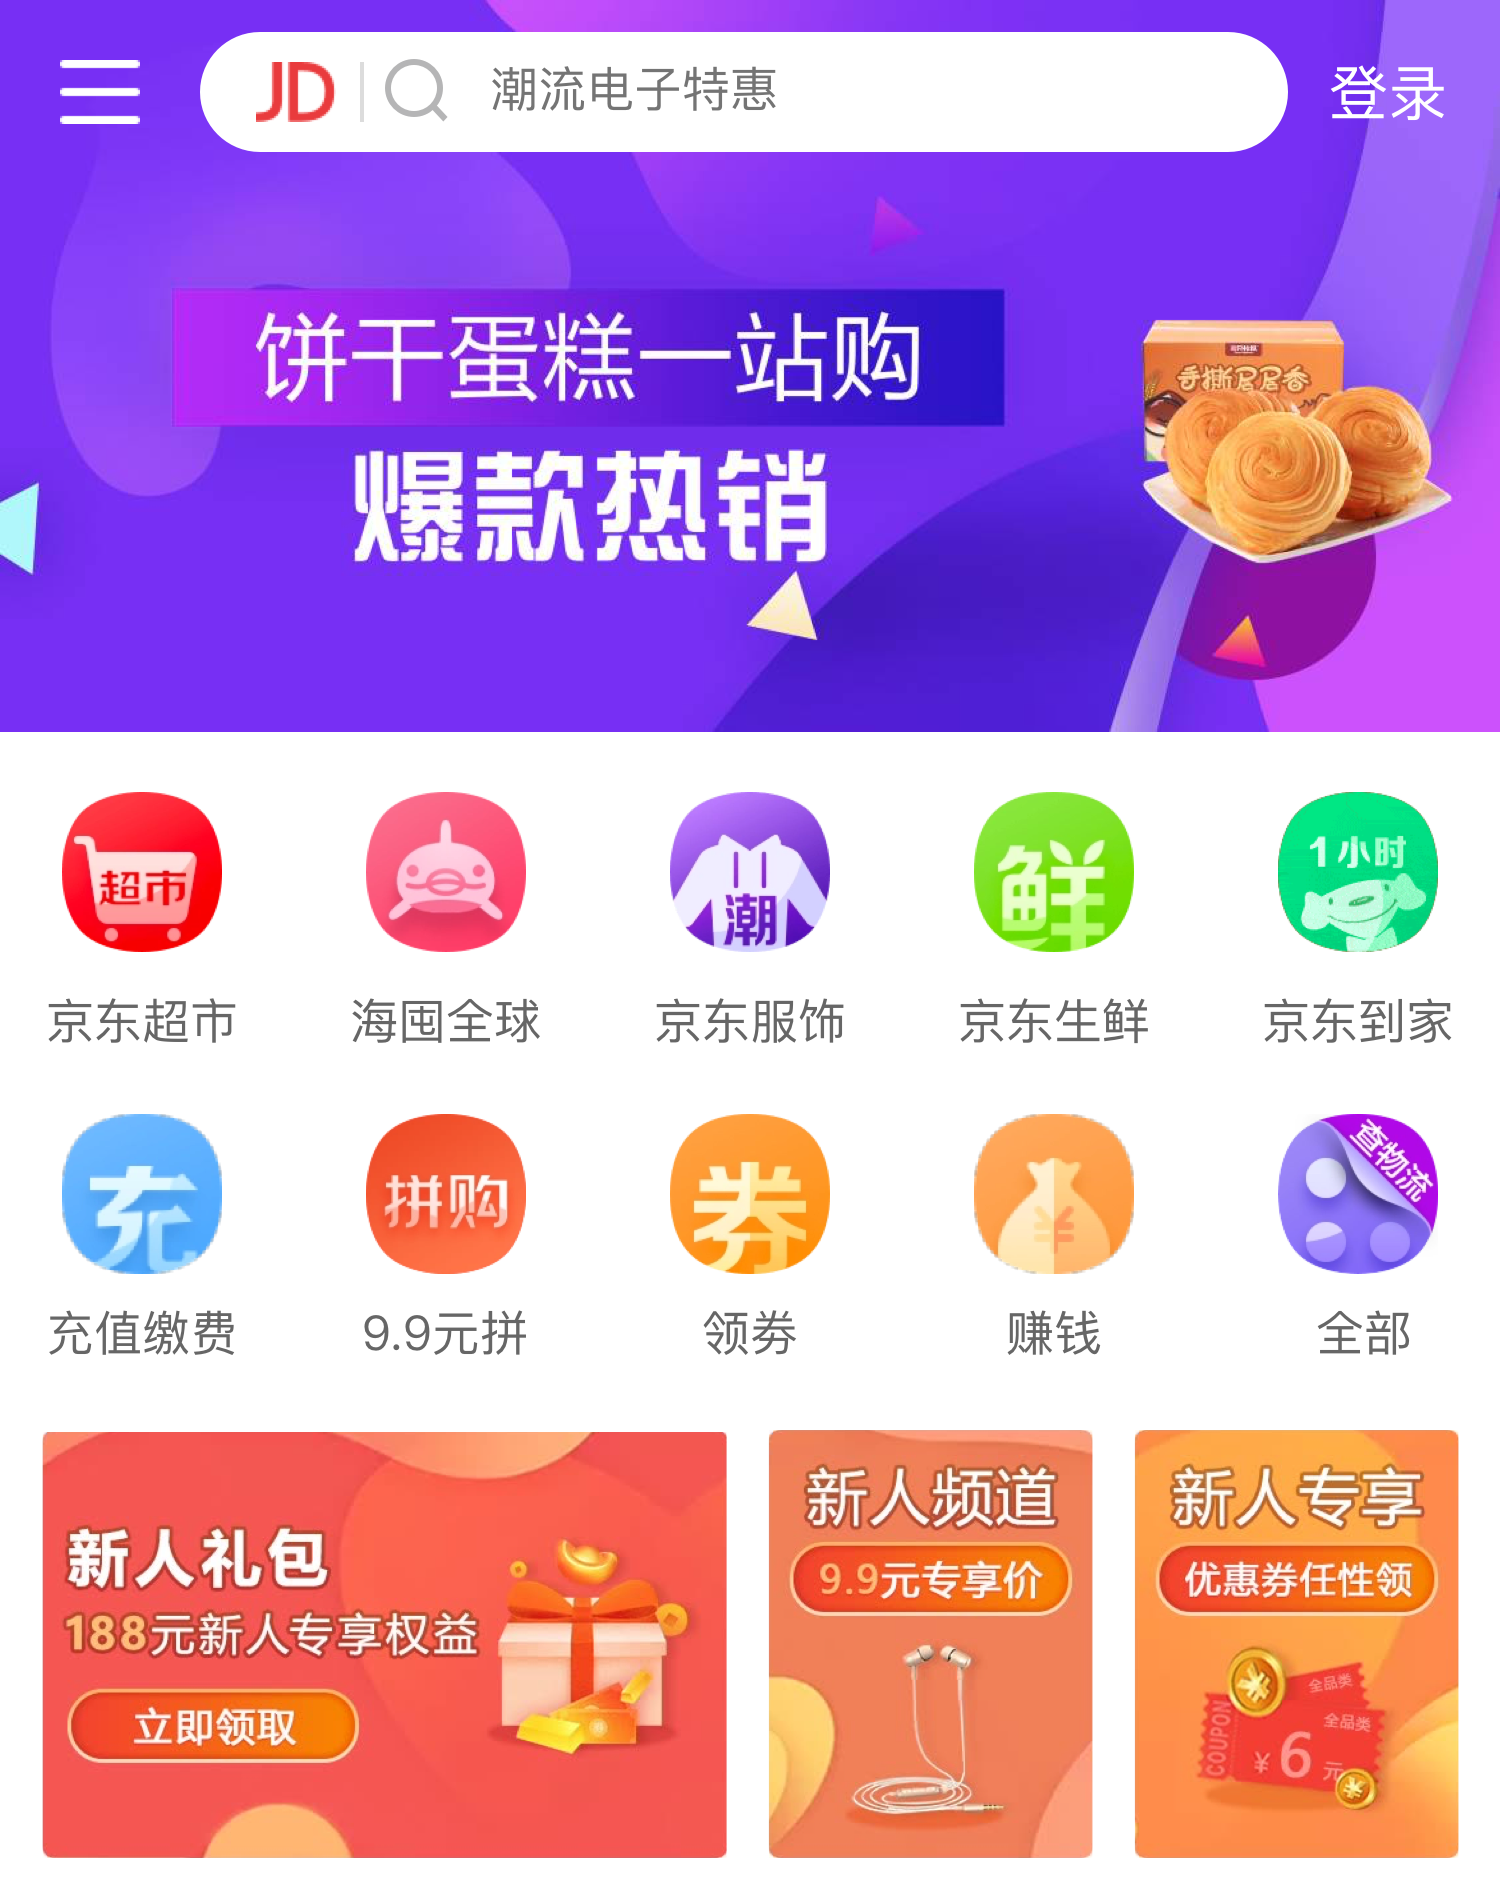 JD
潮流电子特惠
登录
饼干蛋糕一站购
爆款热销
手撕层层香
超市
潮
鲜
1小时
京东超市
海囤全球
京东服饰
京东生鲜
京东到家
充
拼购
券
¥
查物流
充值缴费
9.9元拼
领券
赚钱
全部
新人礼包
188元新人专享权益
立即领取
新人频道
9.9元专享价
新人专享
优惠券任性领
全品类
全品类
COUPON
¥6元